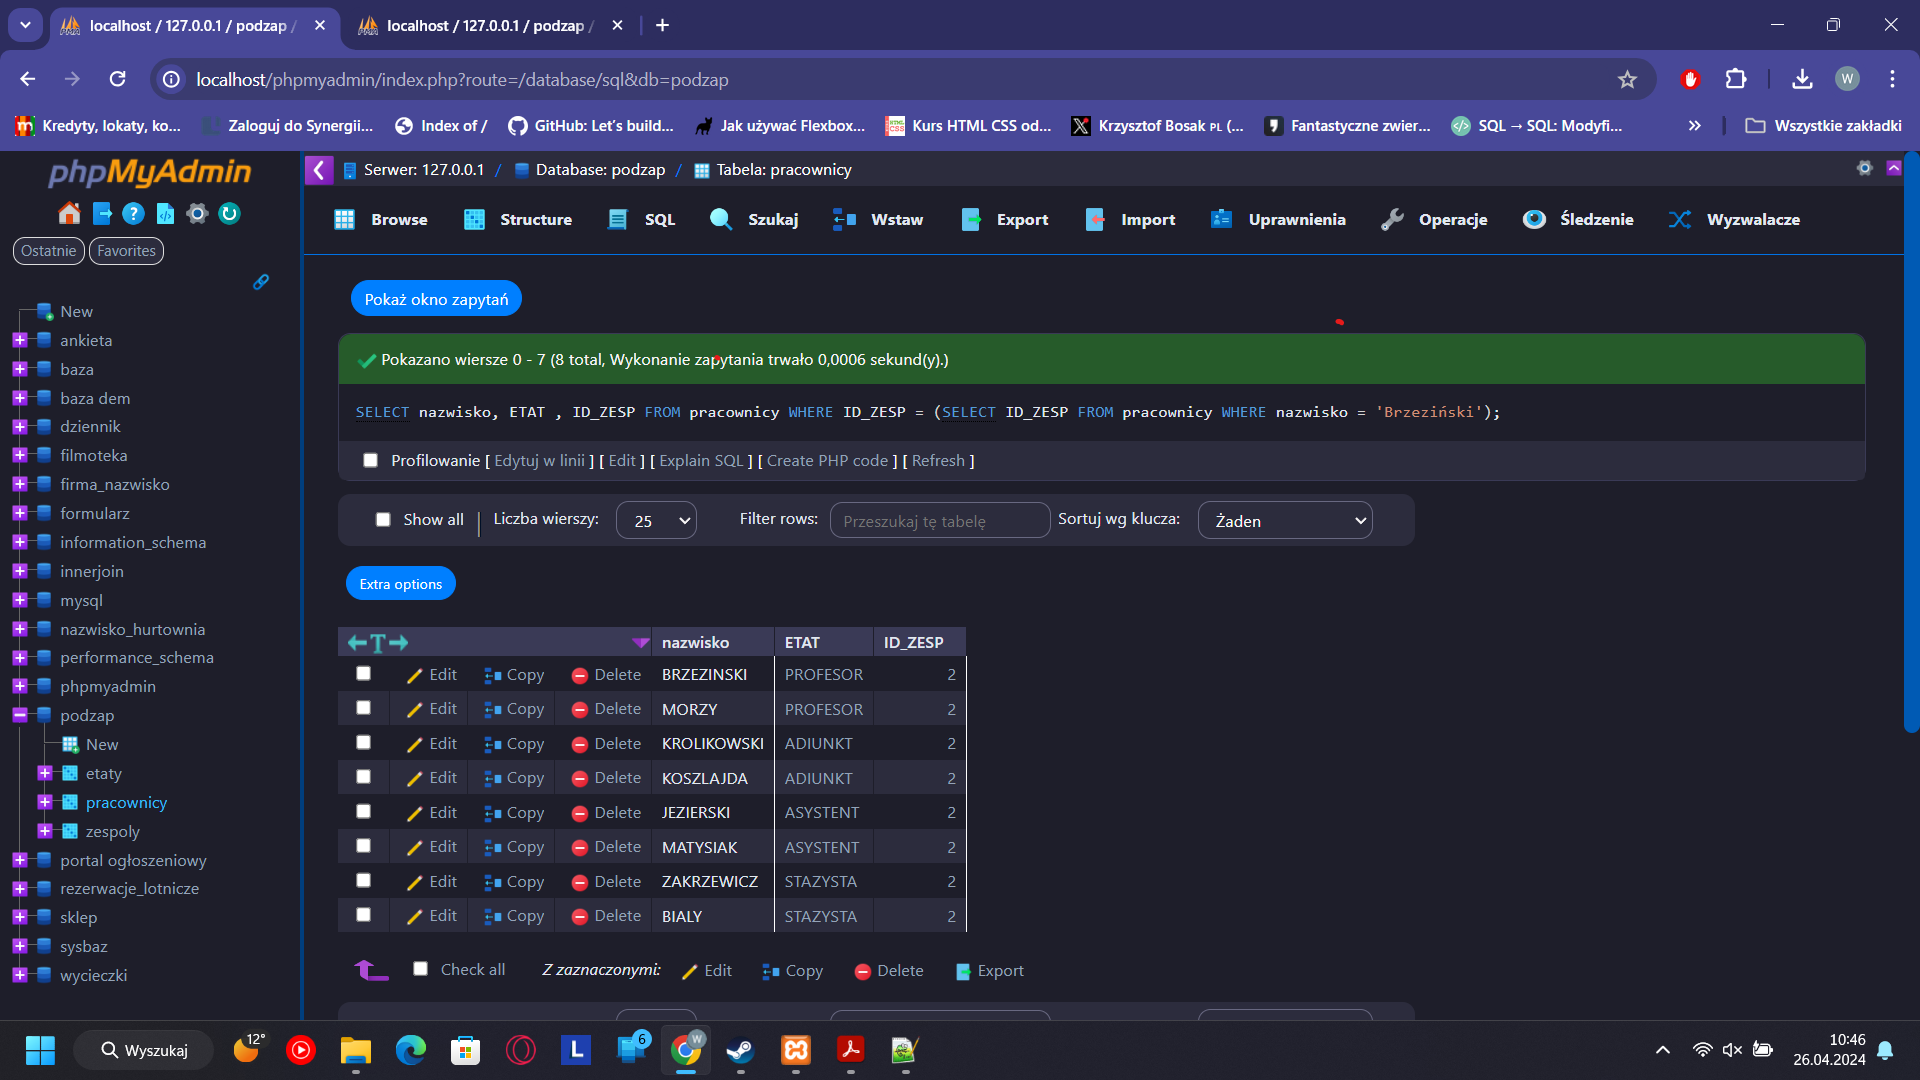 localhost / 127.0.0.1 / podzap /
localhost / 127.0.0.1 / podzap /
localhost/phpmyadmin/index.php?route=/database/sql&db=podzap
W
Kredyty, lokaty, ko...
Zaloguj do Synergii...
Index of /
GitHub: Let's build...
Jak używać Flexbox...
Kurs HTML CSS od...
Krzysztof Bosak PL (...
Fantastyczne zwier...
SQL → SQL: Modyfi...
Wszystkie zakładki
phpMyAdmin
Ostatnie
Favorites
New
ankieta
baza
baza dem
dziennik
filmoteka
firma_nazwisko
formularz
information_schema
innerjoin
mysql
nazwisko_hurtownia
performance_schema
phpmyadmin
podzap
New
etaty
pracownicy
zespoly
portal ogłoszeniowy
rezerwacje_lotnicze
sklep
sysbaz
wycieczki
Serwer: 127.0.0.1 / Database: podzap / Tabela: pracownicy
Browse
Structure
SQL
Szukaj
Wstaw
Export
Import
Uprawnienia
Operacje
Śledzenie
Wyzwalacze
Pokaż okno zapytań
Pokazano wiersze 0 - 7 (8 total, Wykonanie zapytania trwało 0,0006 sekund(y).)
SELECT nazwisko, ETAT , ID_ZESP FROM pracownicy WHERE ID_ZESP = (SELECT ID_ZESP FROM pracownicy WHERE nazwisko = 'Brzeziński');
Profilowanie [ Edytuj w linii ] [ Edit ] [ Explain SQL ] [ Create PHP code ] [ Refresh ]
Show all | Liczba wierszy: 25 Filter rows: Przeszukaj tę tabelę Sortuj wg klucza: Żaden
Extra options
←T→ nazwisko ETAT ID_ZESP
Edit Copy Delete BRZEZINSKI PROFESOR 2
Edit Copy Delete MORZY PROFESOR 2
Edit Copy Delete KROLIKOWSKI ADIUNKT 2
Edit Copy Delete KOSZLAJDA ADIUNKT 2
Edit Copy Delete JEZIERSKI ASYSTENT 2
Edit Copy Delete MATYSIAK ASYSTENT 2
Edit Copy Delete ZAKRZEWICZ STAZYSTA 2
Edit Copy Delete BIALY STAZYSTA 2
Check all Z zaznaczonymi: Edit Copy Delete Export
Wyszukaj
12°
L
6
W
10:46
26.04.2024